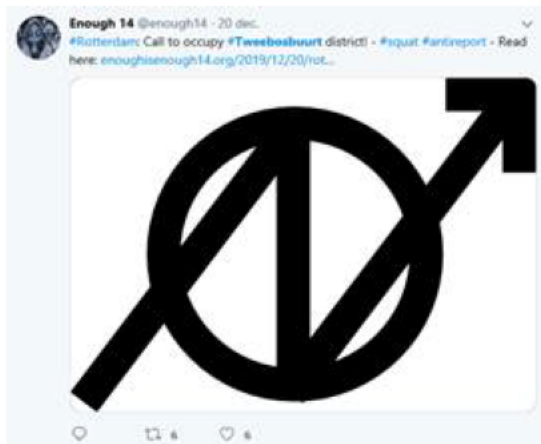 Enough 14 @enough14 · 20 dec.
#Rotterdam: Call to occupy #Tweebosbuurt district! - #squat #antireport - Read
here: enoughisenough14.org/2019/12/20/rot...
6 6